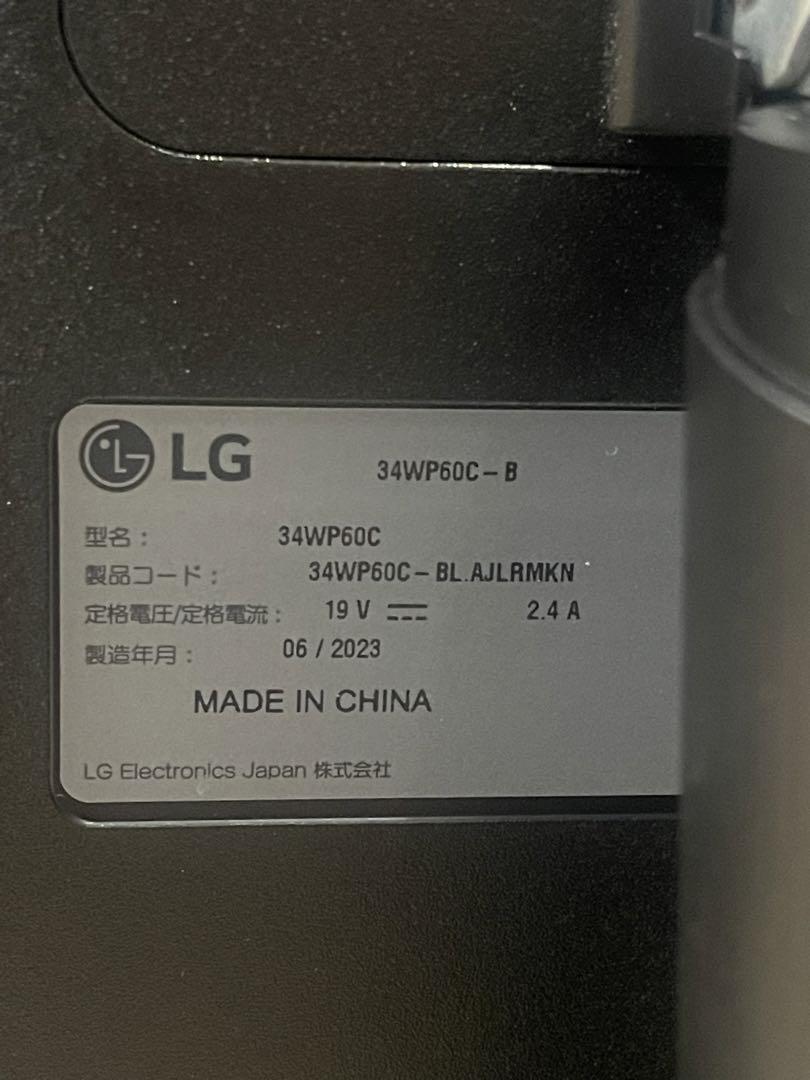 LG 34WP60C-B
型名： 34WP60C
製品コード： 34WP60C-BL.AJLRMKN
定格電圧/定格電流： 19 V ⎓ 2.4 A
製造年月： 06 / 2023
MADE IN CHINA
LG Electronics Japan 株式会社